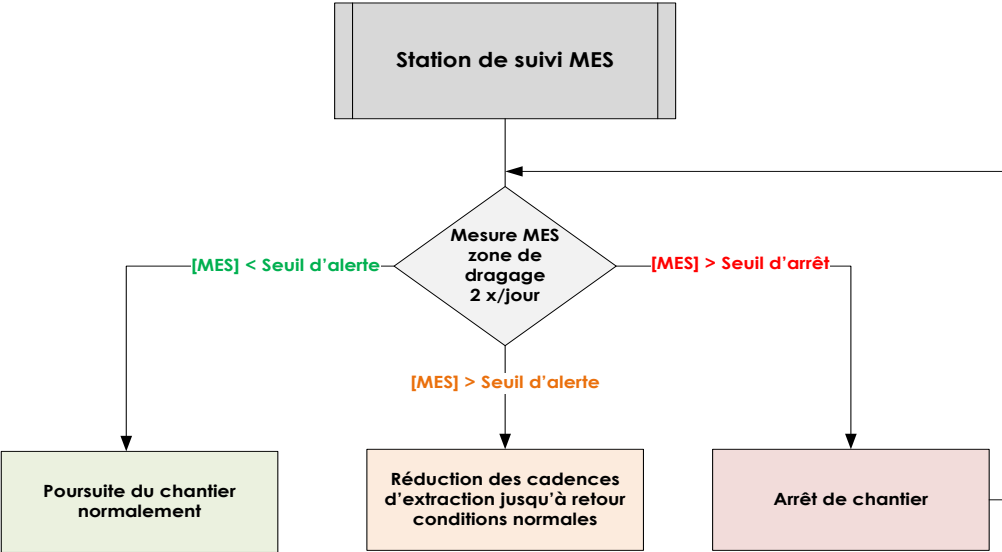 Station de suivi MES
Mesure MES
zone de
dragage
2 x/jour
[MES] < Seuil d'alerte
[MES] > Seuil d'arrêt
[MES] > Seuil d'alerte
Poursuite du chantier
normalement
Réduction des cadences
d'extraction jusqu'à retour
conditions normales
Arrêt de chantier